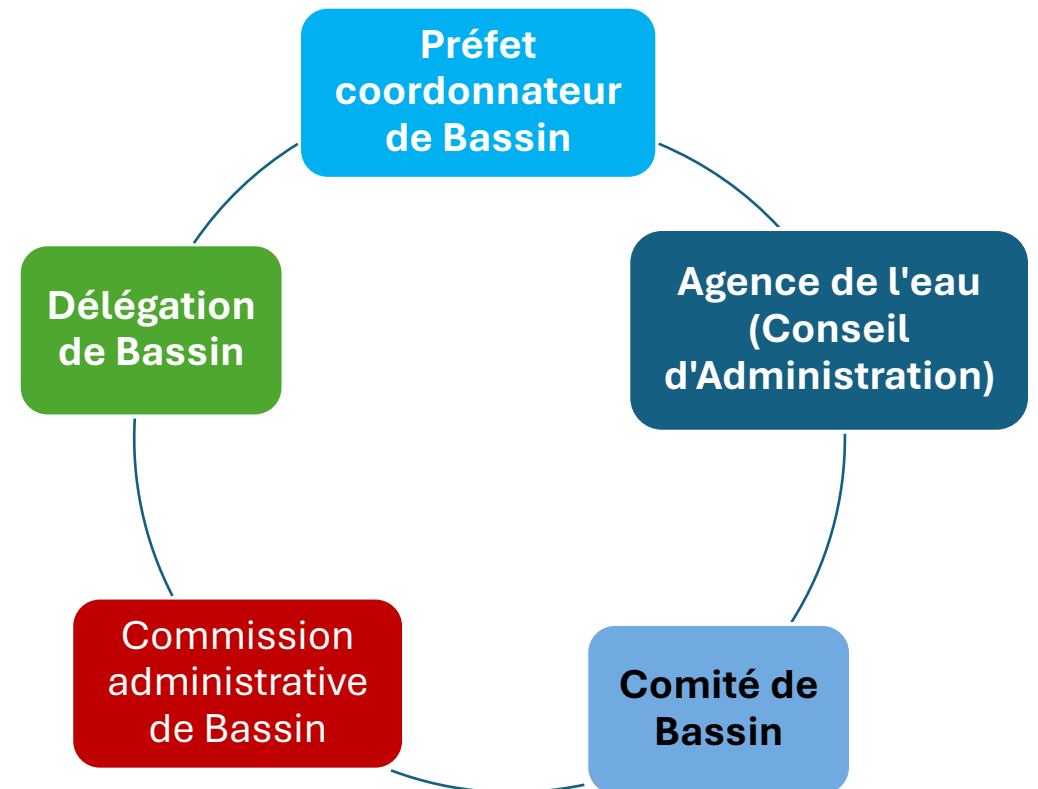 Préfet
coordonnateur
de Bassin
Agence de l'eau
(Conseil
d'Administration)
Délégation
de Bassin
Commission
administrative
de Bassin
Comité de
Bassin